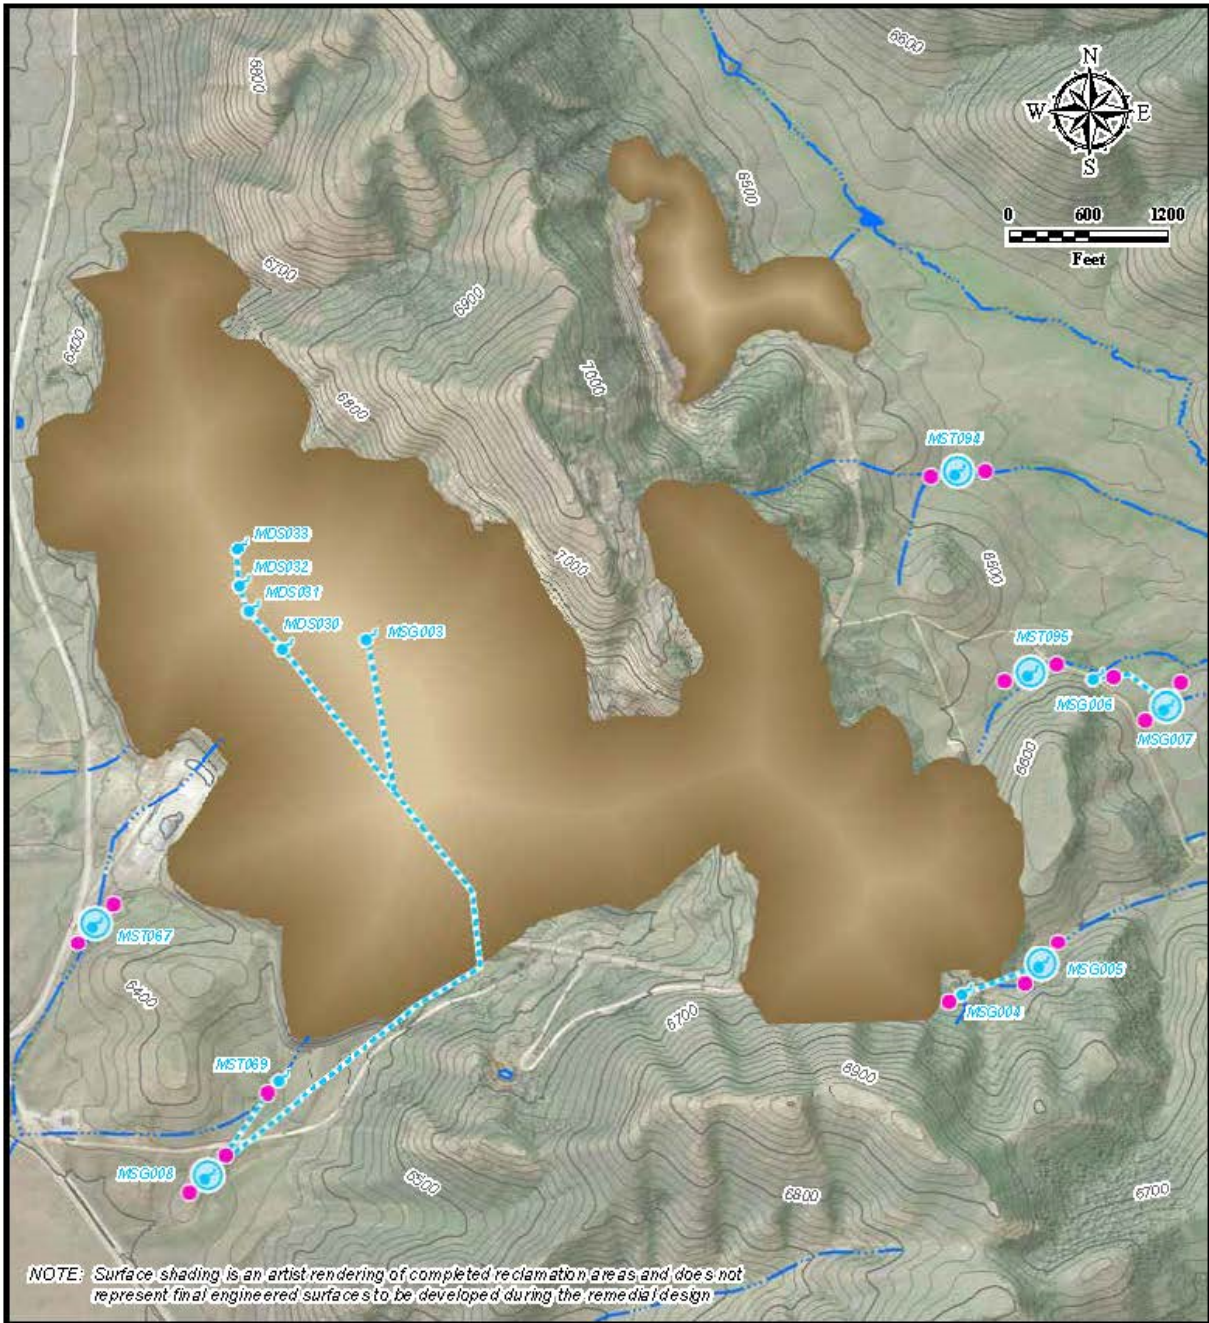 6600
6800
N
W E
S
6500
0 600 1200
Feet
6700
6900
6400
7000
6800
MST094
MDS033
7000
MDS032
6500
MDS031
MDS030
MSG003
MST095
MSG006
MSG007
6600
MST067
MSG005
6400
MSG004
6700
MST069
6900
MSG008
6500
6800
6700
NOTE: Surface shading is an artist rendering of completed reclamation areas and does not
represent final engineered surfaces to be developed during the remedial design